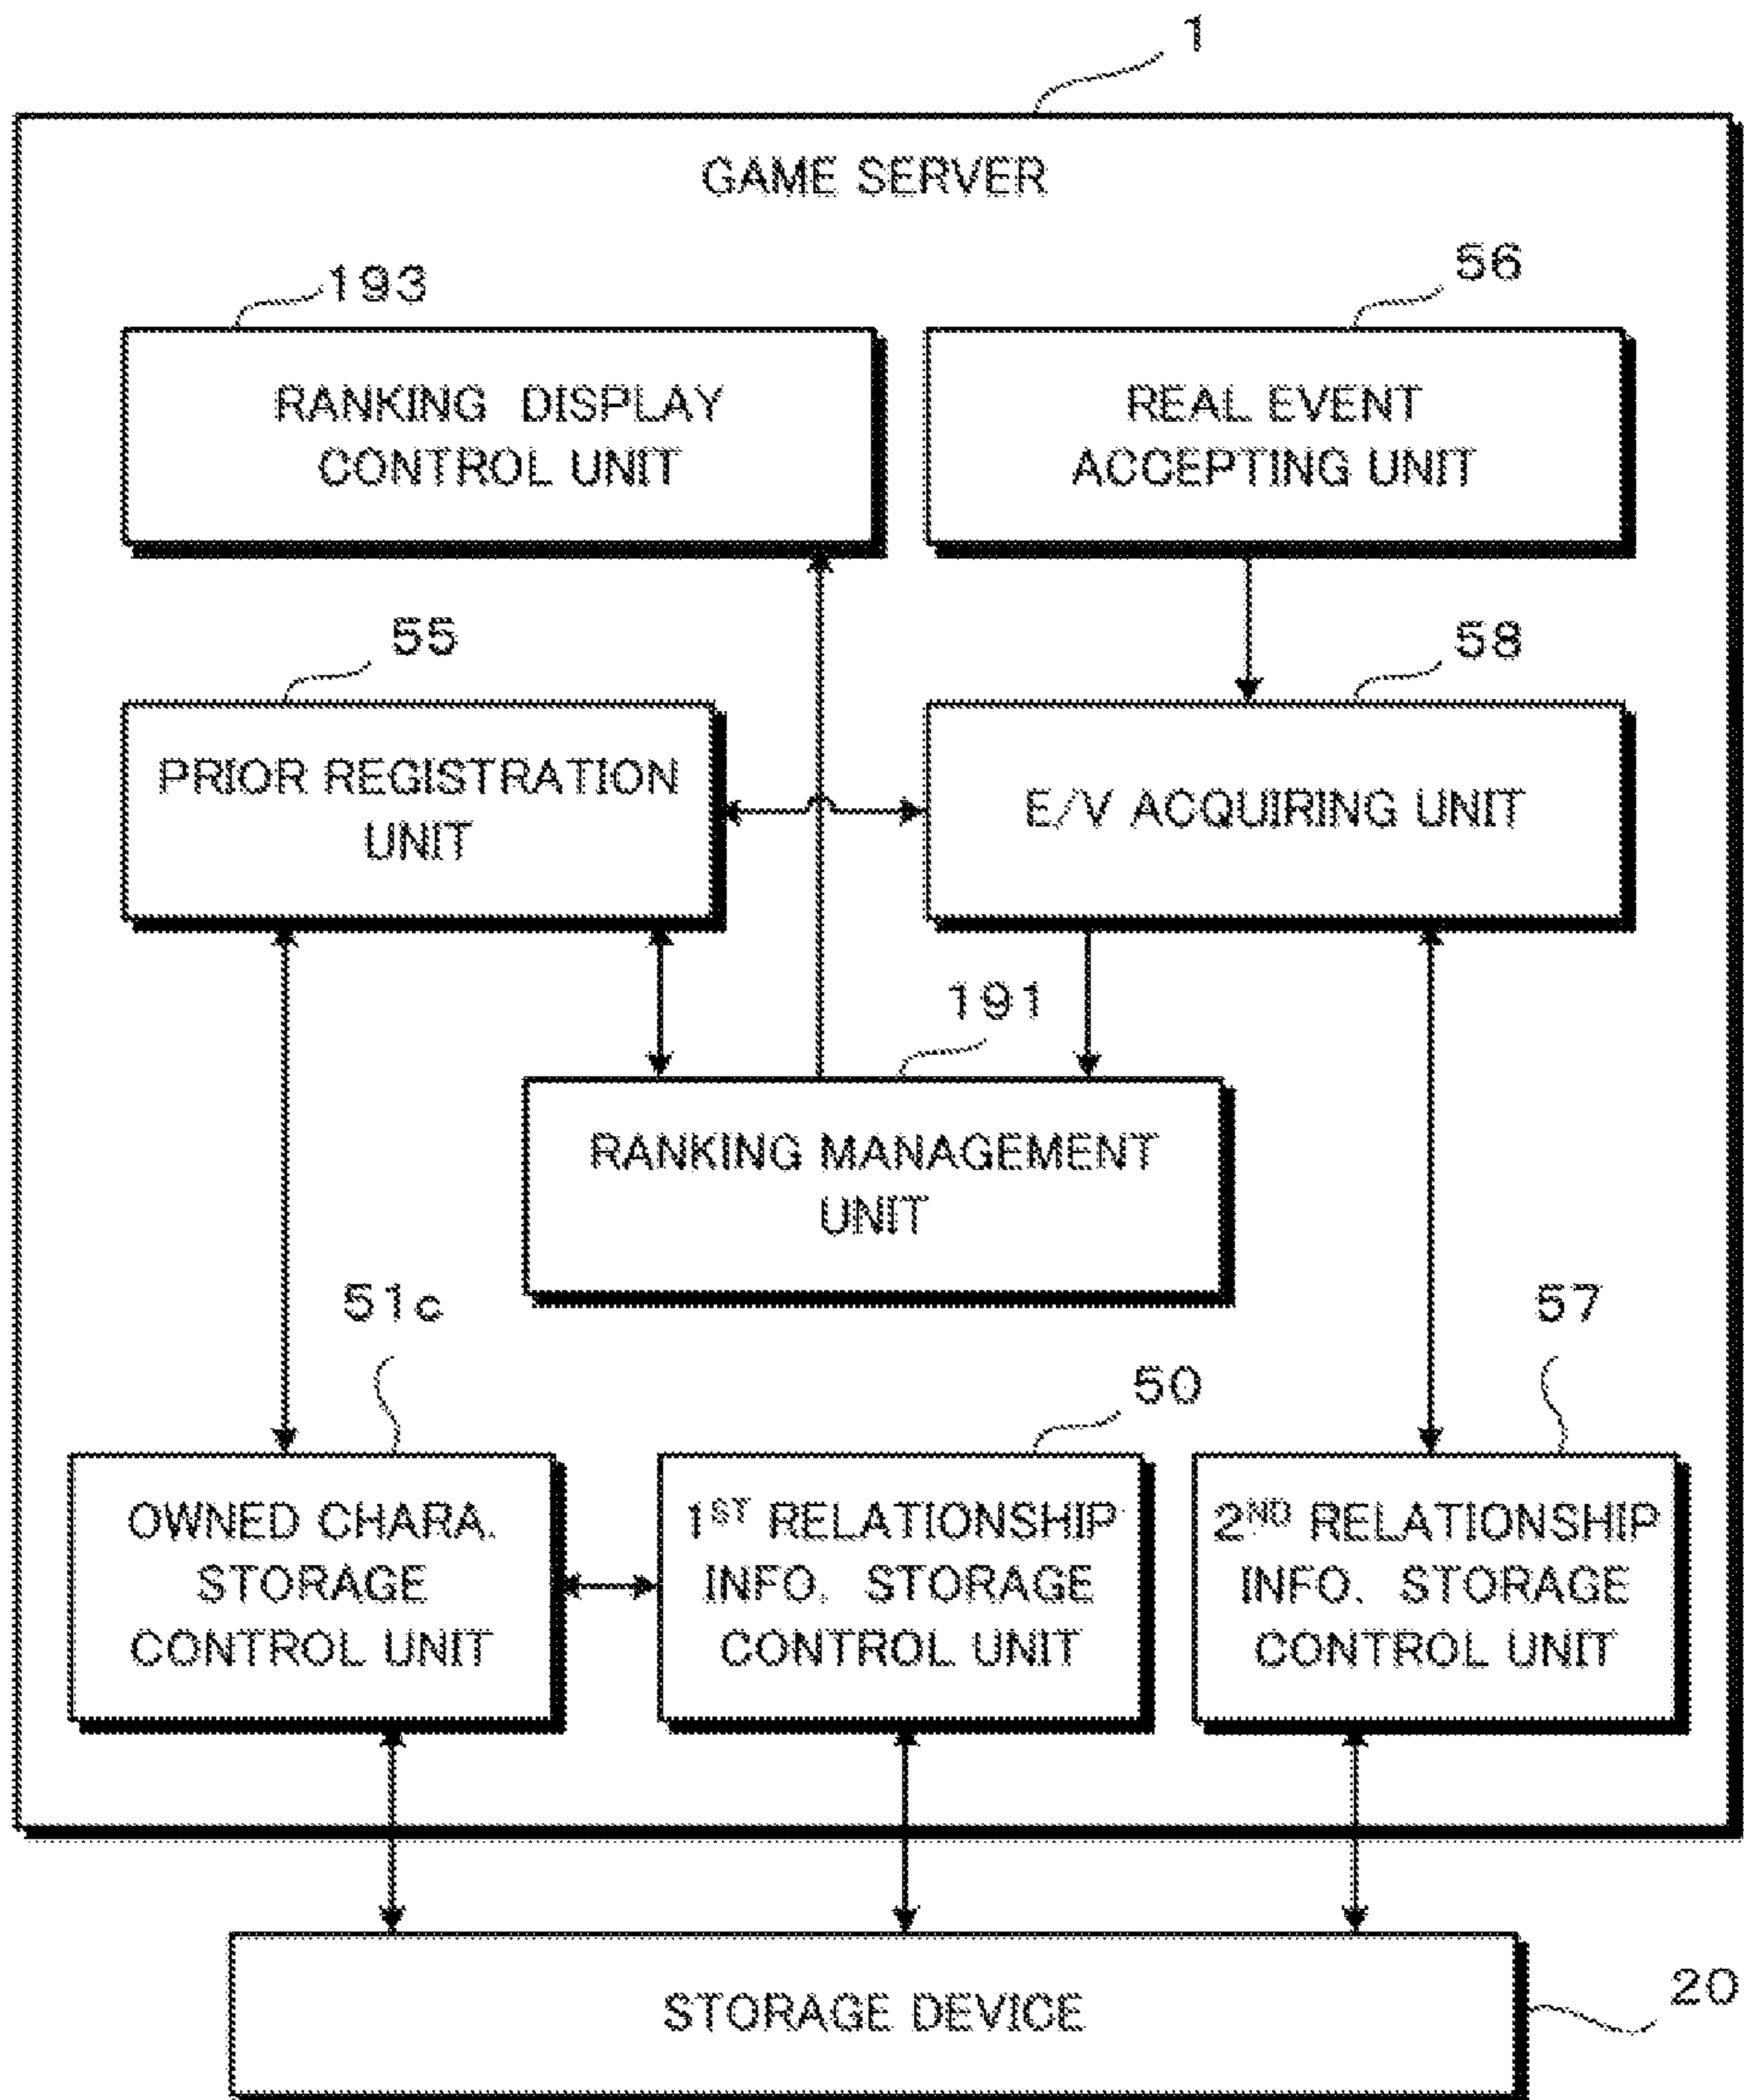 1
GAME SERVER
193
56
RANKING DISPLAY
CONTROL UNIT
REAL EVENT
ACCEPTING UNIT
55
58
PRIOR REGISTRATION
UNIT
E/V ACQUIRING UNIT
191
RANKING MANAGEMENT
UNIT
51c
50
57
OWNED CHARA.
STORAGE
CONTROL UNIT
1ST RELATIONSHIP
INFO. STORAGE
CONTROL UNIT
2ND RELATIONSHIP
INFO. STORAGE
CONTROL UNIT
20
STORAGE DEVICE